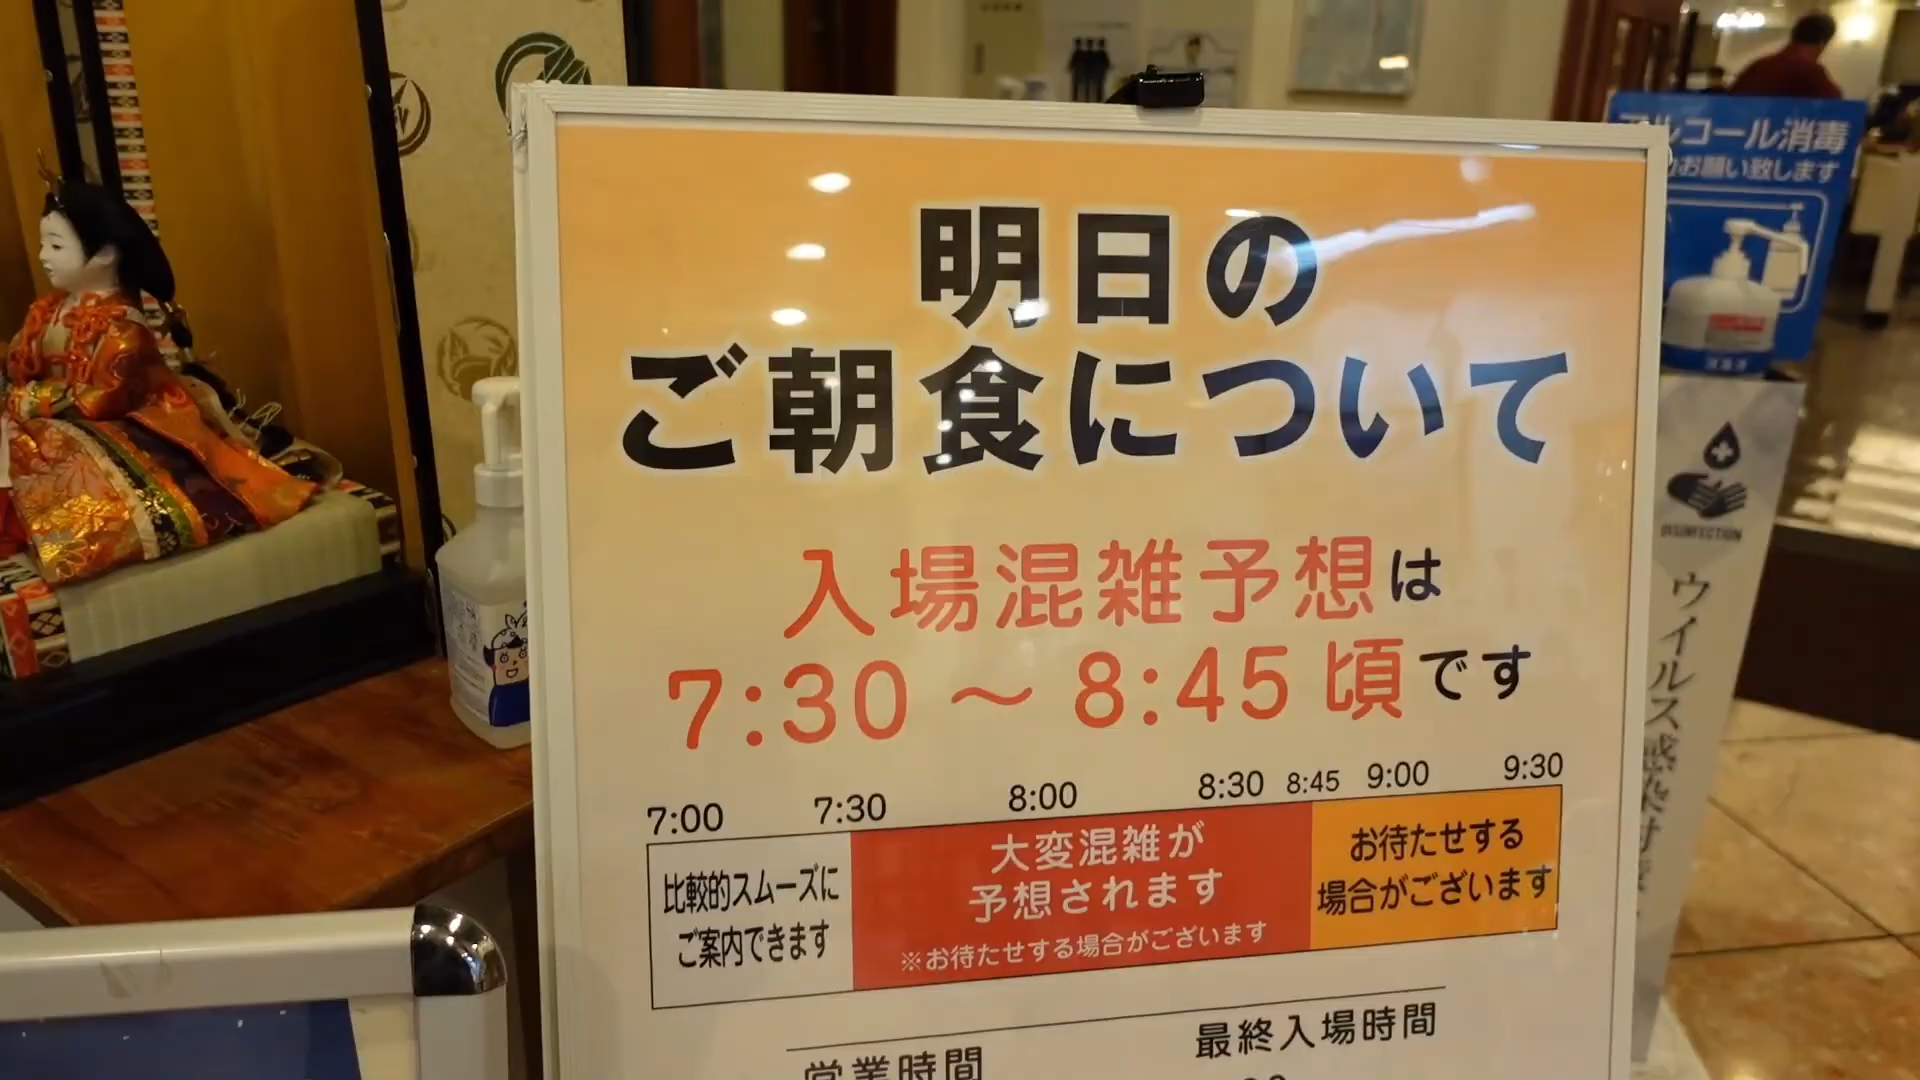 明日の
ご朝食について
入場混雑予想は
7:30 ～ 8:45 頃です
7:00 7:30 8:00 8:30 8:45 9:00 9:30
比較的スムーズに
ご案内できます
大変混雑が
予想されます
※お待たせする場合がございます
お待たせする
場合がございます
営業時間
最終入場時間
ルコール消毒
お願い致します
DISINFECTION
ウイルス感染対